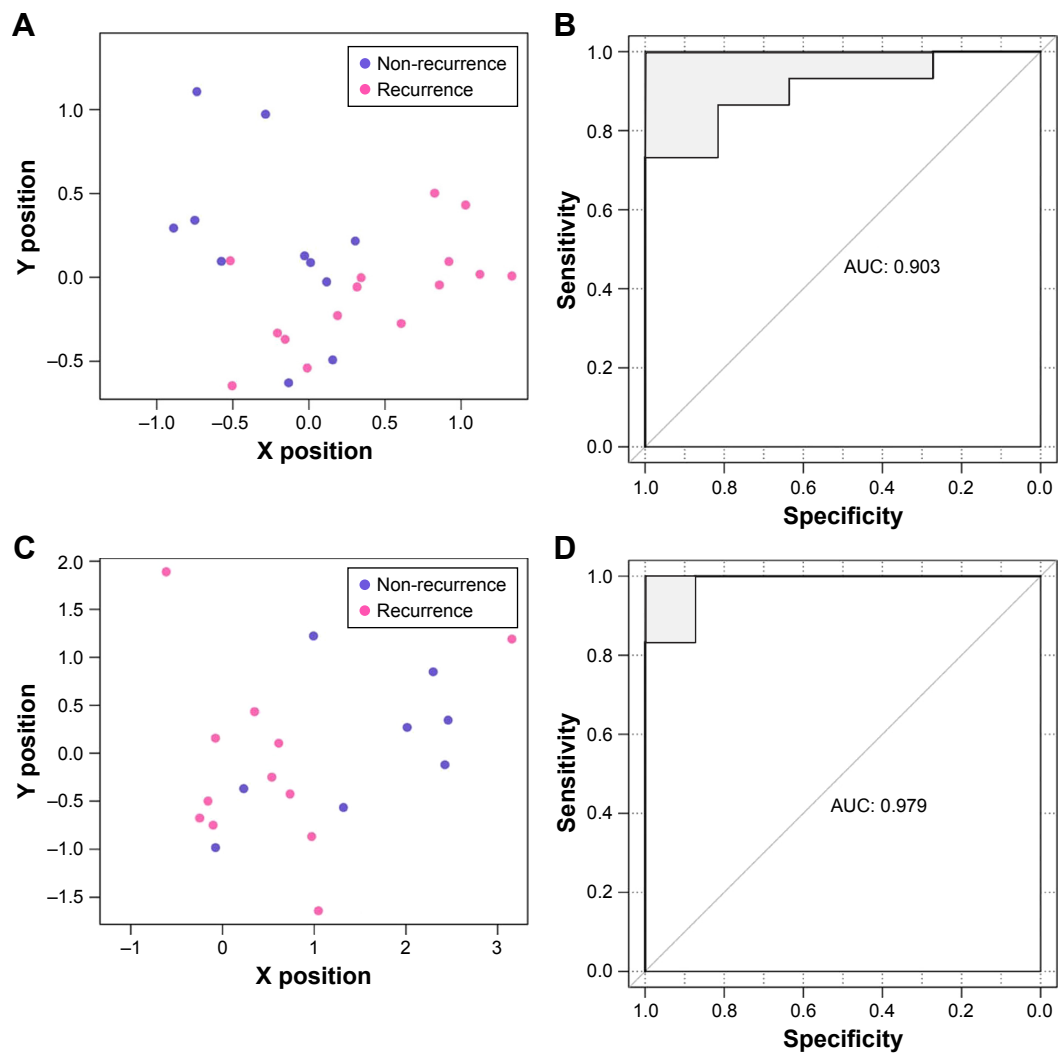 A
Non-recurrence
Recurrence
1.0
0.5
0.0
–0.5
Y position
–1.0 –0.5 0.0 0.5 1.0
X position
B
1.0
0.8
0.6
0.4
0.2
0.0
Sensitivity
AUC: 0.903
1.0 0.8 0.6 0.4 0.2 0.0
Specificity
C
Non-recurrence
Recurrence
2.0
1.5
1.0
0.5
0.0
–0.5
–1.0
–1.5
Y position
–1 0 1 2 3
X position
D
1.0
0.8
0.6
0.4
0.2
0.0
Sensitivity
AUC: 0.979
1.0 0.8 0.6 0.4 0.2 0.0
Specificity